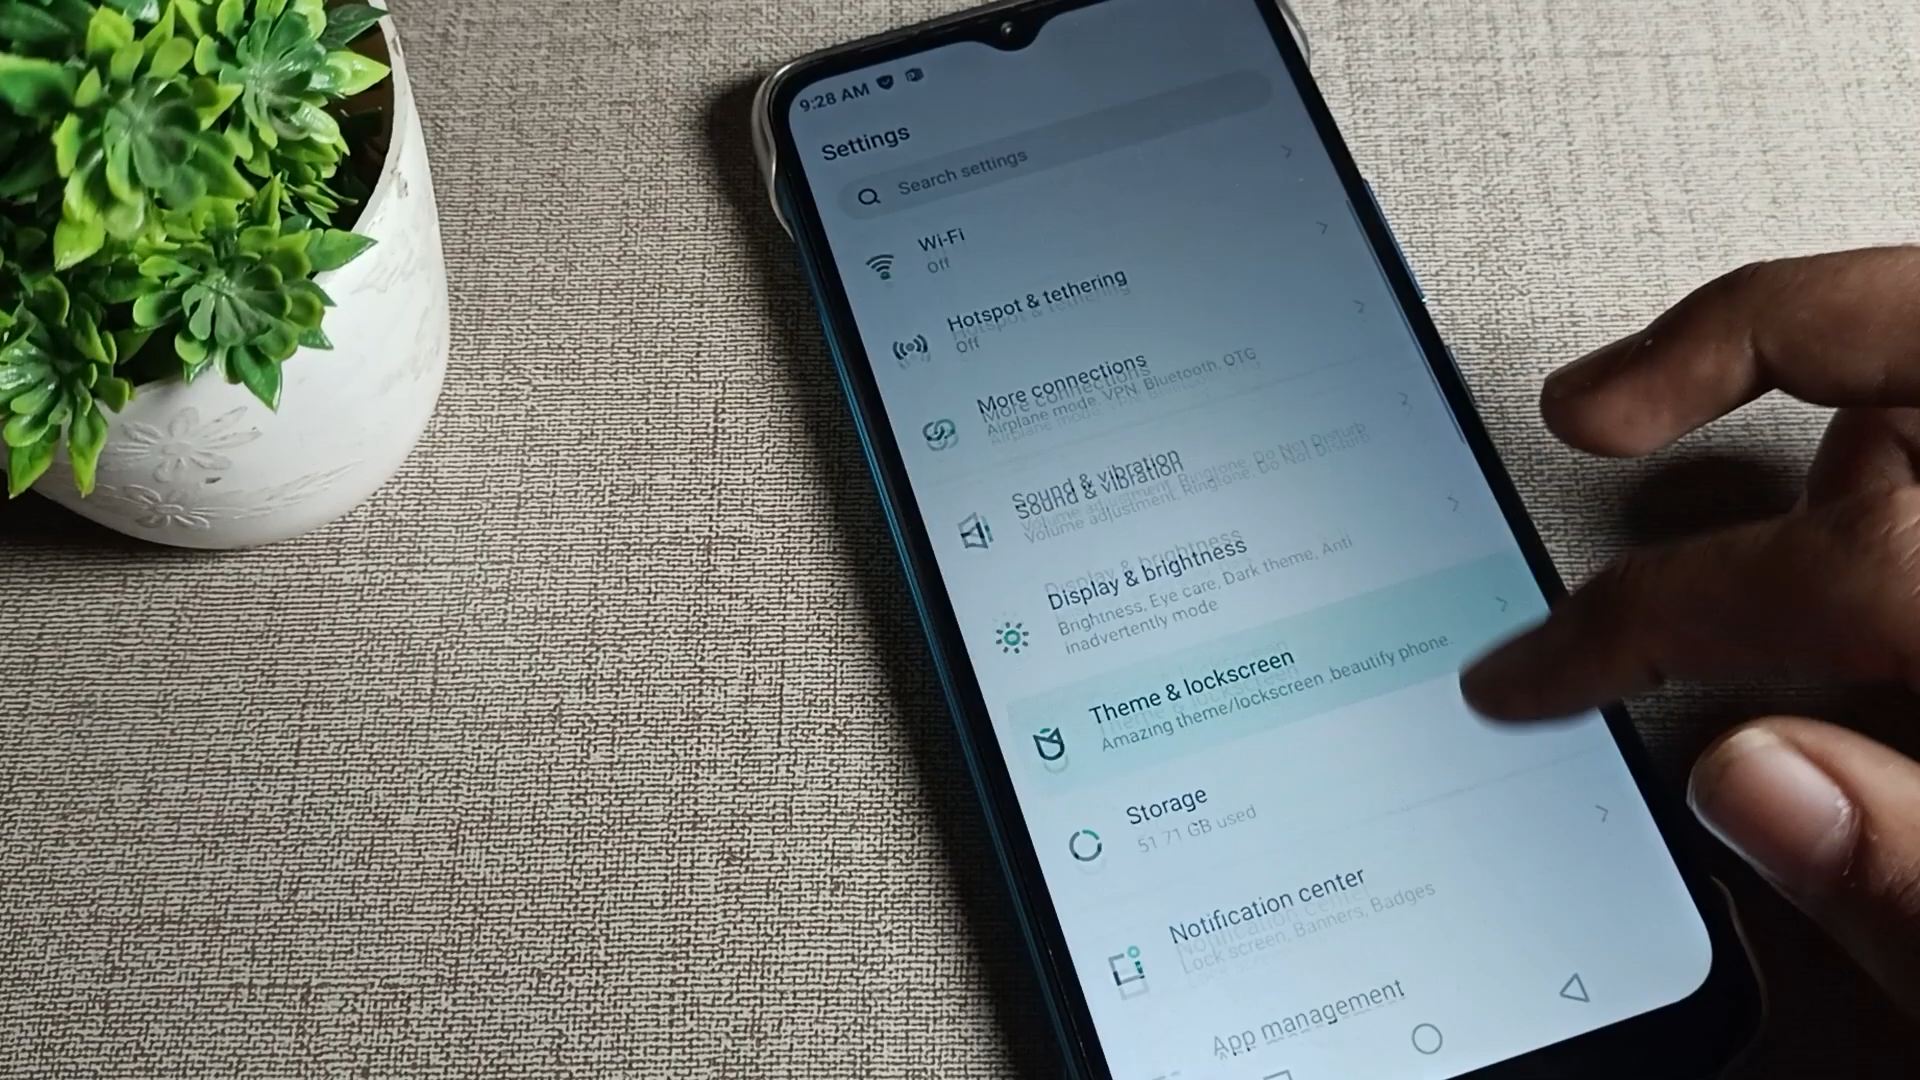 9:28 AM
Settings
Search settings
Wi-Fi
Off
Hotspot & tethering
Off
More connections
Airplane mode, VPN, Bluetooth, OTG
Sound & vibration
Volume adjustment, Ringtone, Do Not Disturb
Display & brightness
Brightness, Eye care, Dark theme, Anti
inadvertently mode
Theme & lockscreen
Amazing theme/lockscreen ,beautify phone.
Storage
51.71 GB used
Notification center
Lock screen, Banners, Badges
App management